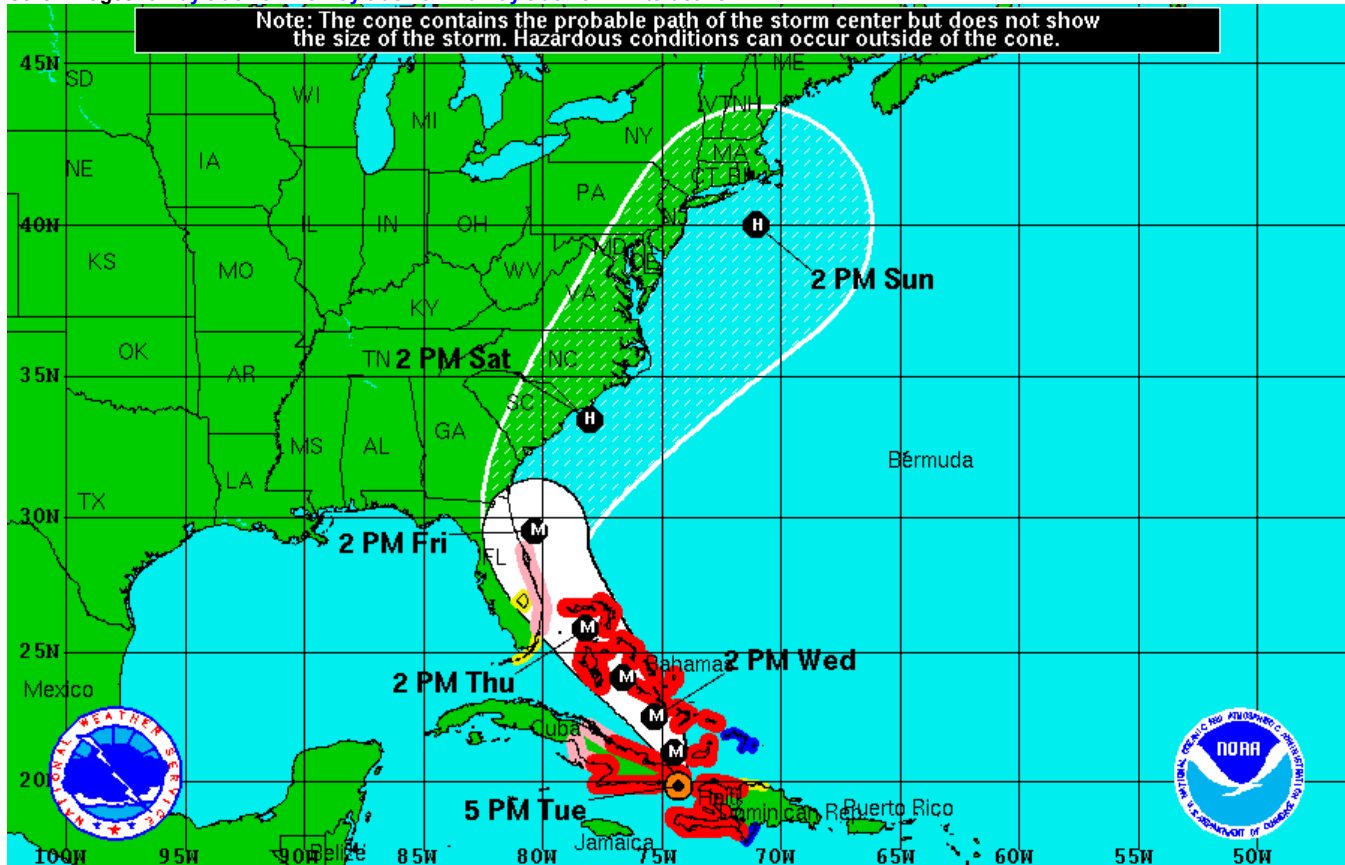 Note: The cone contains the probable path of the storm center but does not show
the size of the storm. Hazardous conditions can occur outside of the cone.
45N
SD
WI
ME
VT
NH
MI
NY
MA
NE
IA
CT
RI
PA
40N
IL
IN
OH
NJ
H
MD
DE
KS
MO
WV
2 PM Sun
VA
KY
OK
TN
2 PM Sat
NC
35N
AR
SC
H
MS
AL
GA
Bermuda
LA
TX
30N
M
2 PM Fri
FL
M
25N
Bahamas
2 PM Wed
M
Mexico
2 PM Thu
M
Cuba
M
NATIONAL WEATHER SERVICE
NOAA
20N
Haiti
5 PM Tue
Dominican Rep
Puerto Rico
Jamaica
Belize
100W
95W
90W
85W
80W
75W
70W
65W
60W
55W
50W